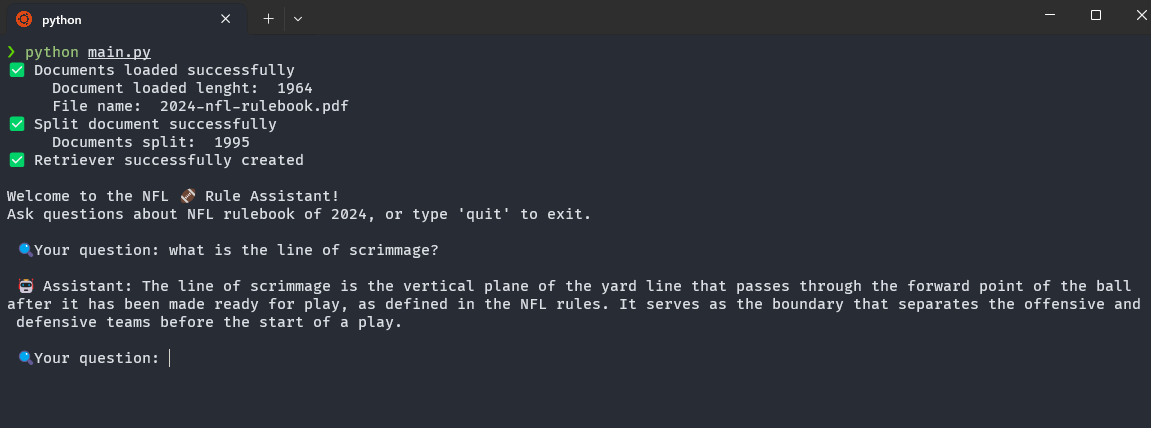 python
❯ python main.py
✅ Documents loaded successfully
Document loaded lenght:  1964
File name:  2024-nfl-rulebook.pdf
✅ Split document successfully
Documents split:  1995
✅ Retriever successfully created
Welcome to the NFL 🏈 Rule Assistant!
Ask questions about NFL rulebook of 2024, or type 'quit' to exit.
🔍Your question: what is the line of scrimmage?
🤖 Assistant: The line of scrimmage is the vertical plane of the yard line that passes through the forward point of the ball
after it has been made ready for play, as defined in the NFL rules. It serves as the boundary that separates the offensive and
defensive teams before the start of a play.
🔍Your question: